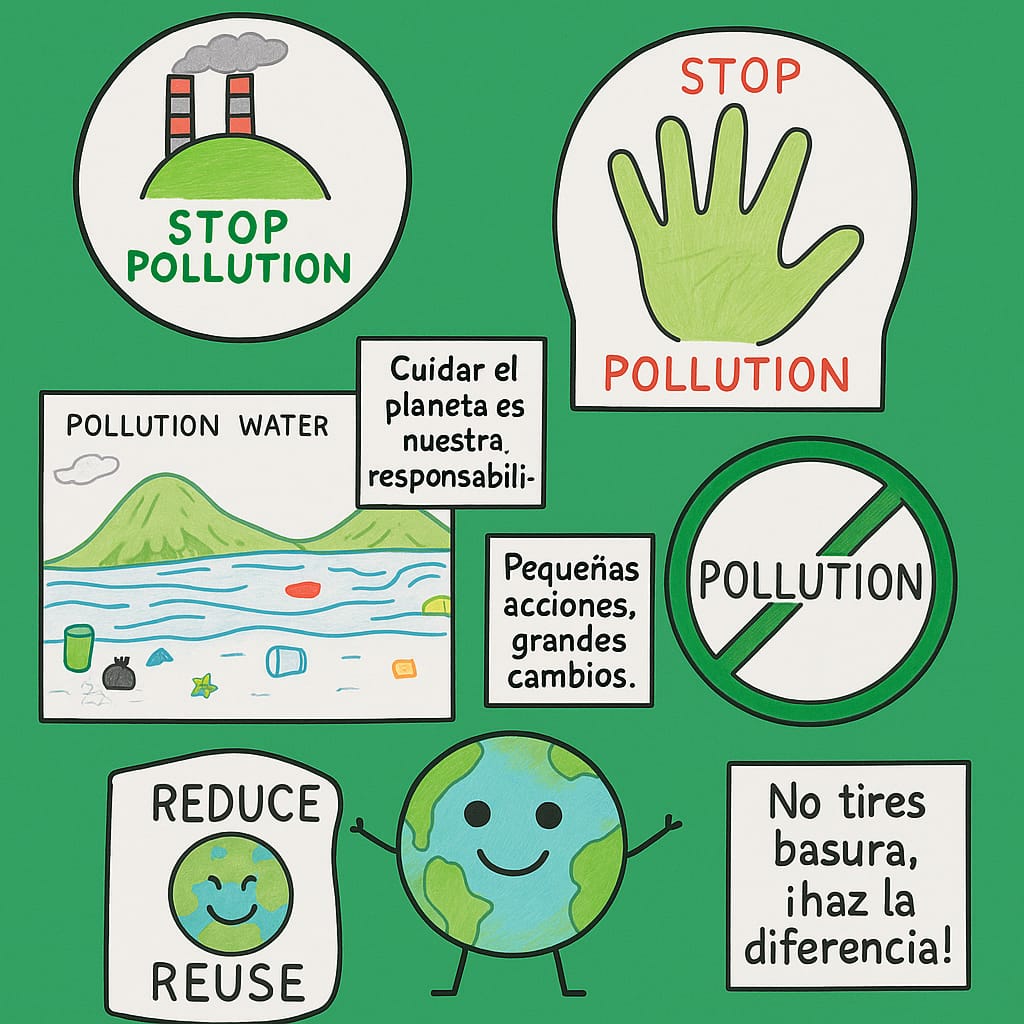 STOP
POLLUTION
STOP
POLLUTION
Cuidar el
planeta es
nuestra.
responsabili-
POLLUTION WATER
Pequeñas
acciones,
grandes
cambios.
POLLUTION
REDUCE
REUSE
No tires
basura,
¡haz la
diferencia!